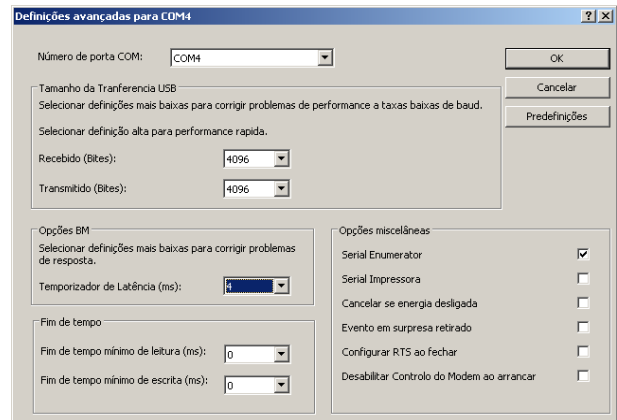 Definições avançadas para COM4
Número de porta COM:
COM4
OK
Cancelar
Predefinições
Tamanho da Tranferencia USB
Selecionar definições mais baixas para corrigir problemas de performance a taxas baixas de baud.
Selecionar definição alta para performance rapida.
Recebido (Bites):
4096
Transmitido (Bites):
4096
Opções BM
Selecionar definições mais baixas para corrigir problemas
de resposta.
Temporizador de Latência (ms):
4
Fim de tempo
Fim de tempo mínimo de leitura (ms):
0
Fim de tempo mínimo de escrita (ms):
0
Opções miscelâneas
Serial Enumerator
Serial Impressora
Cancelar se energia desligada
Evento em surpresa retirado
Configurar RTS ao fechar
Desabilitar Controlo do Modem ao arrancar